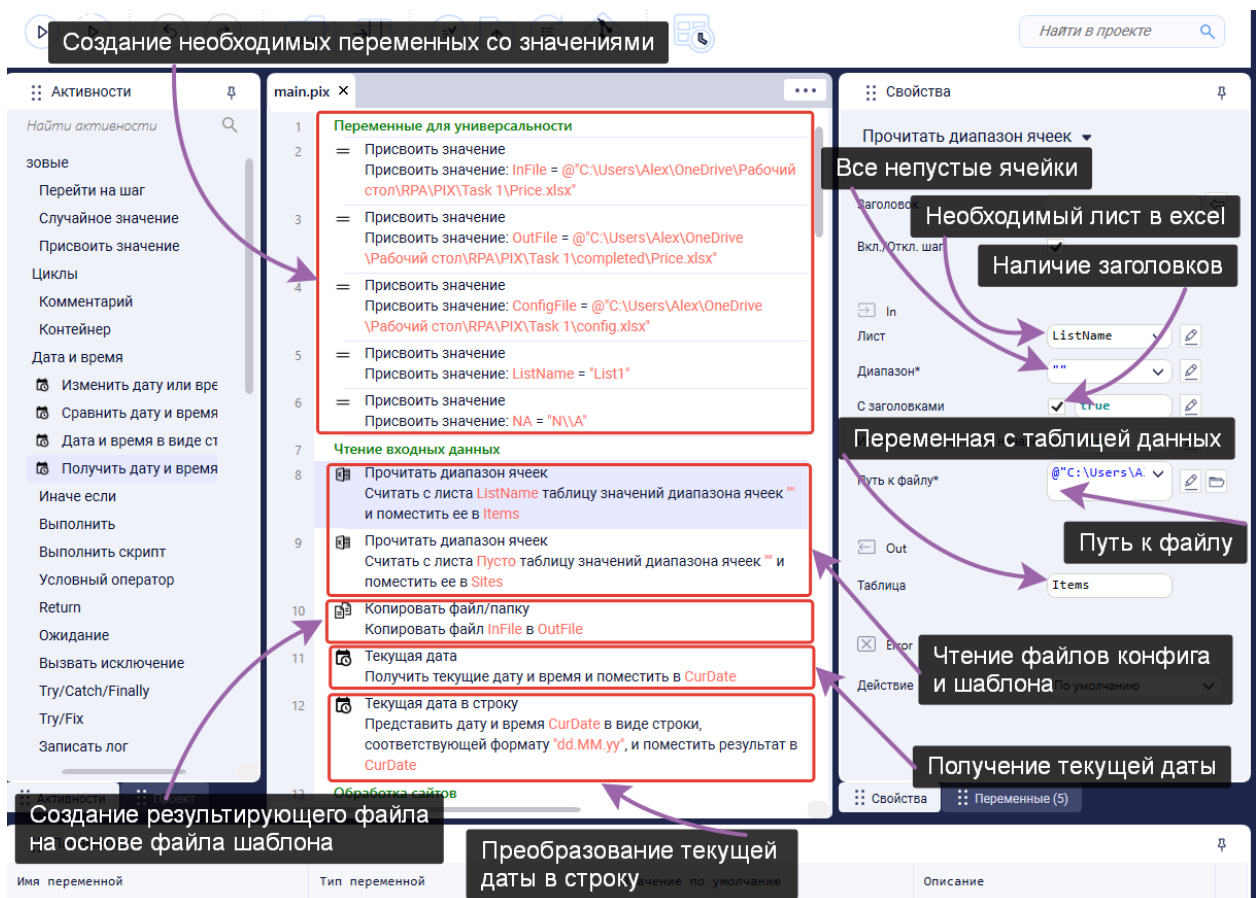 Создание необходимых переменных со значениями
Найти в проекте
Активности
Найти активности
зовые
Перейти на шаг
Случайное значение
Присвоить значение
Циклы
Комментарий
Контейнер
Дата и время
Изменить дату или вре
Сравнить дату и время
Дата и время в виде ст
Получить дату и время
Иначе если
Выполнить
Выполнить скрипт
Условный оператор
Return
Ожидание
Вызвать исключение
Try/Catch/Finally
Try/Fix
Записать лог
Активности
Проект
Создание результирующего файла
на основе файла шаблона
main.pix
1 Переменные для универсальности
2 Присвоить значение
Присвоить значение: InFile = @"C:\Users\Alex\OneDrive\Рабочий
стол\RPA\PIX\Task 1\Price.xlsx"
3 Присвоить значение
Присвоить значение: OutFile = @"C:\Users\Alex\OneDrive
\Рабочий стол\RPA\PIX\Task 1\completed\Price.xlsx"
4 Присвоить значение
Присвоить значение: ConfigFile = @"C:\Users\Alex\OneDrive
\Рабочий стол\RPA\PIX\Task 1\config.xlsx"
5 Присвоить значение
Присвоить значение: ListName = "List1"
6 Присвоить значение
Присвоить значение: NA = "N\\A"
7 Чтение входных данных
8 Прочитать диапазон ячеек
Считать с листа ListName таблицу значений диапазона ячеек ""
и поместить ее в Items
9 Прочитать диапазон ячеек
Считать с листа Пусто таблицу значений диапазона ячеек "" и
поместить ее в Sites
10 Копировать файл/папку
Копировать файл InFile в OutFile
11 Текущая дата
Получить текущие дату и время и поместить в CurDate
12 Текущая дата в строку
Представить дату и время CurDate в виде строки,
соответствующей формату "dd.MM.yy", и поместить результат в
CurDate
13 Обработка сайтов
Преобразование текущей
даты в строку
Свойства
Прочитать диапазон ячеек
Все непустые ячейки
Заголовок
Необходимый лист в excel
Вкл./Откл. шаг
Наличие заголовков
In
Лист
ListName
Диапазон*
""
С заголовками
true
Переменная с таблицей данных
Путь к файлу*
@"C:\Users\A.
Путь к файлу
Out
Таблица
Items
Error
Чтение файлов конфига
и шаблона
Действие
По умолчанию
Получение текущей даты
Свойства
Переменные (5)
Имя переменной
Тип переменной
по умолчанию
Описание